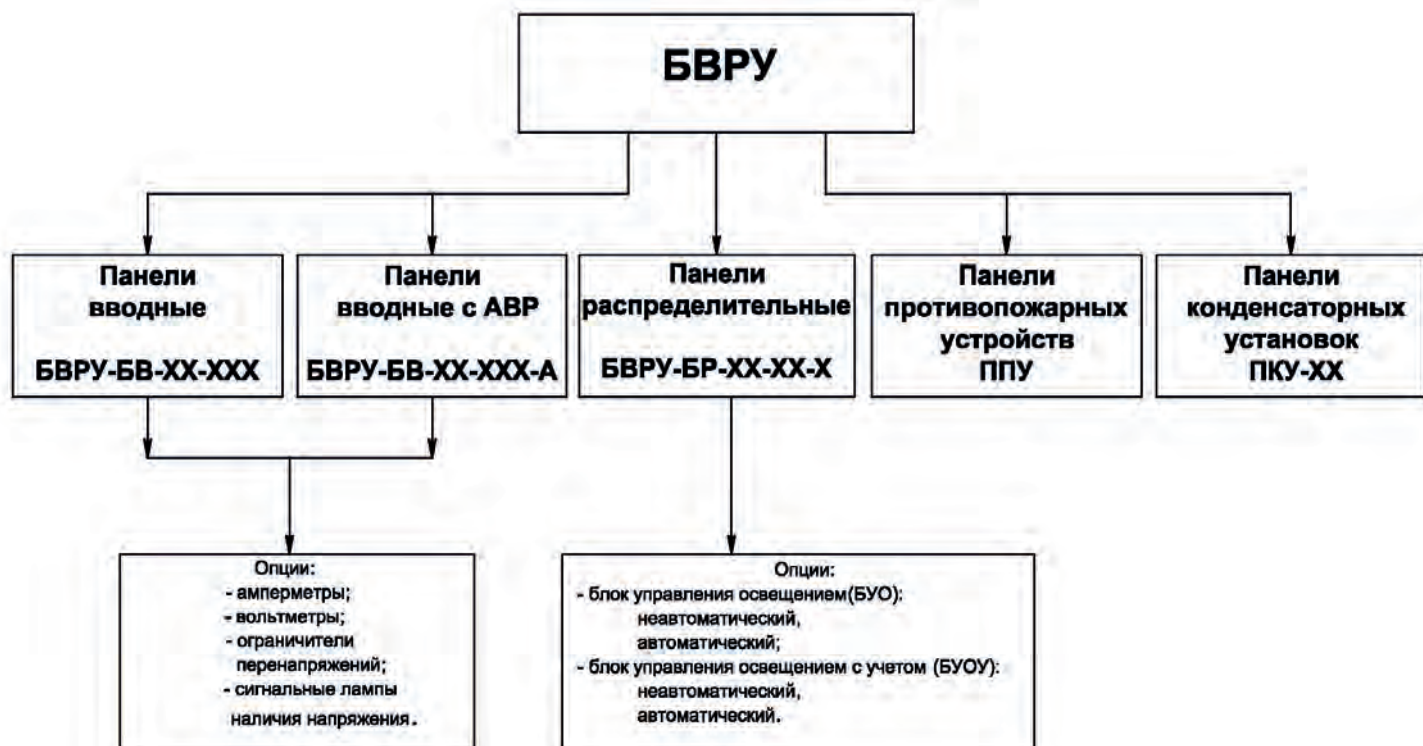 БВРУ
Панели
вводные
БВРУ-БВ-ХХ-ХХХ
Панели
вводные с АВР
БВРУ-БВ-ХХ-ХХХ-А
Панели
распределительные
БВРУ-БР-ХХ-ХХ-Х
Панели
противопожарных
устройств
ППУ
Панели
конденсаторных
установок
ПКУ-ХХ
Опции:
- амперметры;
- вольтметры;
- ограничители
перенапряжений;
- сигнальные лампы
наличия напряжения.
Опции:
- блок управления освещением(БУО):
неавтоматический,
автоматический;
- блок управления освещением с учетом (БУОУ):
неавтоматический,
автоматический.